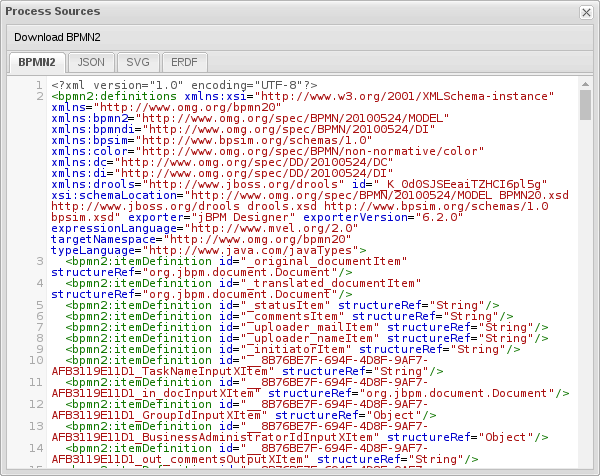 Process Sources
Download BPMN2
BPMN2 JSON SVG ERDF
1 <?xml version="1.0" encoding="UTF-8"?>
2 <bpmn2:definitions xmlns:xsi="http://www.w3.org/2001/XMLSchema-instance"
xmlns="http://www.omg.org/bpmn20"
xmlns:bpmn2="http://www.omg.org/spec/BPMN/20100524/MODEL"
xmlns:bpmndi="http://www.omg.org/spec/BPMN/20100524/DI"
xmlns:bpsim="http://www.bpsim.org/schemas/1.0"
xmlns:color="http://www.omg.org/spec/BPMN/non-normative/color"
xmlns:dc="http://www.omg.org/spec/DD/20100524/DC"
xmlns:di="http://www.omg.org/spec/DD/20100524/DI"
xmlns:drools="http://www.jboss.org/drools" id="_K_0d0SJSEeaiTZHCI6pl5g"
xsi:schemaLocation="http://www.omg.org/spec/BPMN/20100524/MODEL BPMN20.xsd
http://www.jboss.org/drools drools.xsd http://www.bpsim.org/schemas/1.0
bpsim.xsd" exporter="jBPM Designer" exporterVersion="6.2.0"
expressionLanguage="http://www.mvel.org/2.0"
targetNamespace="http://www.omg.org/bpmn20"
typeLanguage="http://www.java.com/javaTypes">
3 <bpmn2:itemDefinition id="_original_documentItem"
structureRef="org.jbpm.document.Document"/>
4 <bpmn2:itemDefinition id="_translated_documentItem"
structureRef="org.jbpm.document.Document"/>
5 <bpmn2:itemDefinition id="_statusItem" structureRef="String"/>
6 <bpmn2:itemDefinition id="_commentsItem" structureRef="String"/>
7 <bpmn2:itemDefinition id="_uploader_mailItem" structureRef="String"/>
8 <bpmn2:itemDefinition id="_uploader_nameItem" structureRef="String"/>
9 <bpmn2:itemDefinition id="_initiatorItem" structureRef="String"/>
10 <bpmn2:itemDefinition id="__8B76BE7F-694F-4D8F-9AF7-
AFB3119E11D1_TaskNameInputXItem" structureRef="String"/>
11 <bpmn2:itemDefinition id="__8B76BE7F-694F-4D8F-9AF7-
AFB3119E11D1_in_docInputXItem" structureRef="org.jbpm.document.Document"/>
12 <bpmn2:itemDefinition id="__8B76BE7F-694F-4D8F-9AF7-
AFB3119E11D1_GroupIdInputXItem" structureRef="Object"/>
13 <bpmn2:itemDefinition id="__8B76BE7F-694F-4D8F-9AF7-
AFB3119E11D1_BusinessAdministratorIdInputXItem" structureRef="Object"/>
14 <bpmn2:itemDefinition id="__8B76BE7F-694F-4D8F-9AF7-
AFB3119E11D1_out_commentsOutputXItem" structureRef="String"/>